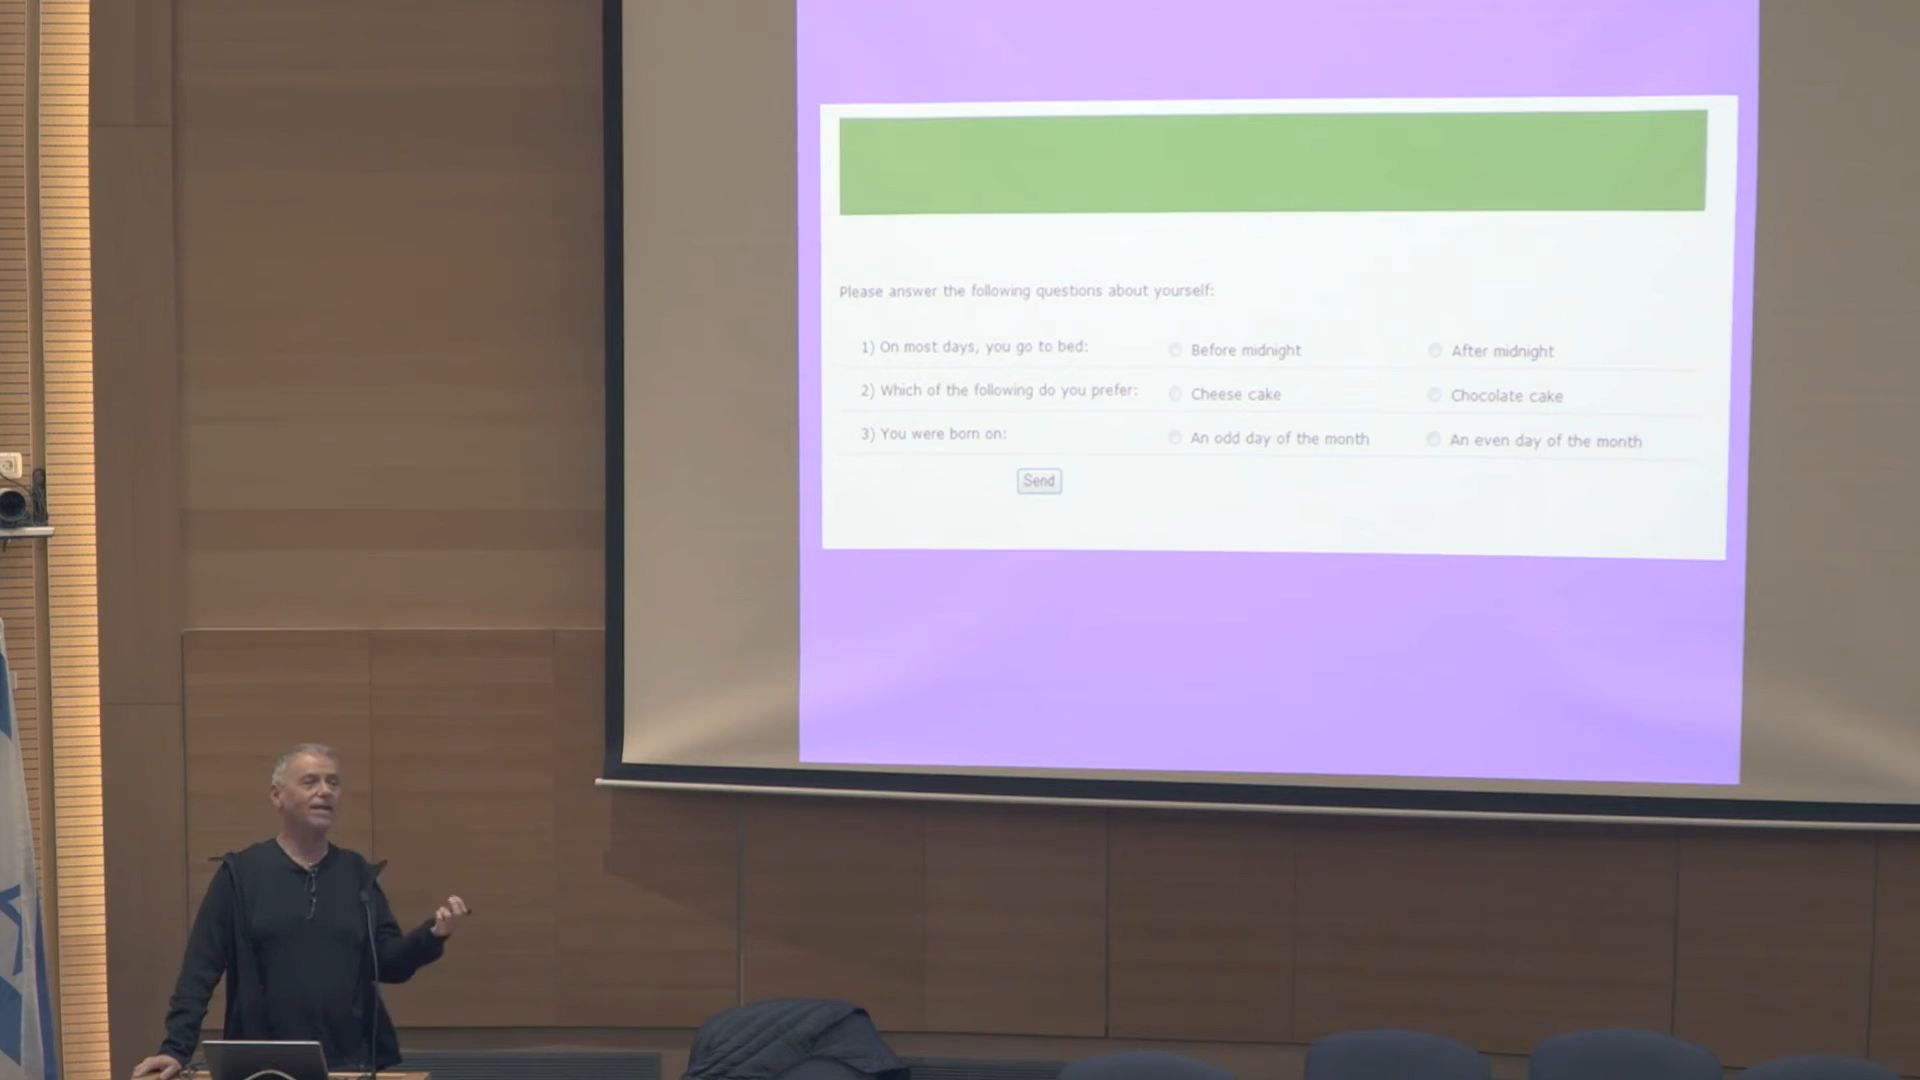 Please answer the following questions about yourself:
1) On most days, you go to bed: Before midnight After midnight
2) Which of the following do you prefer: Cheese cake Chocolate cake
3) You were born on: An odd day of the month An even day of the month
Send